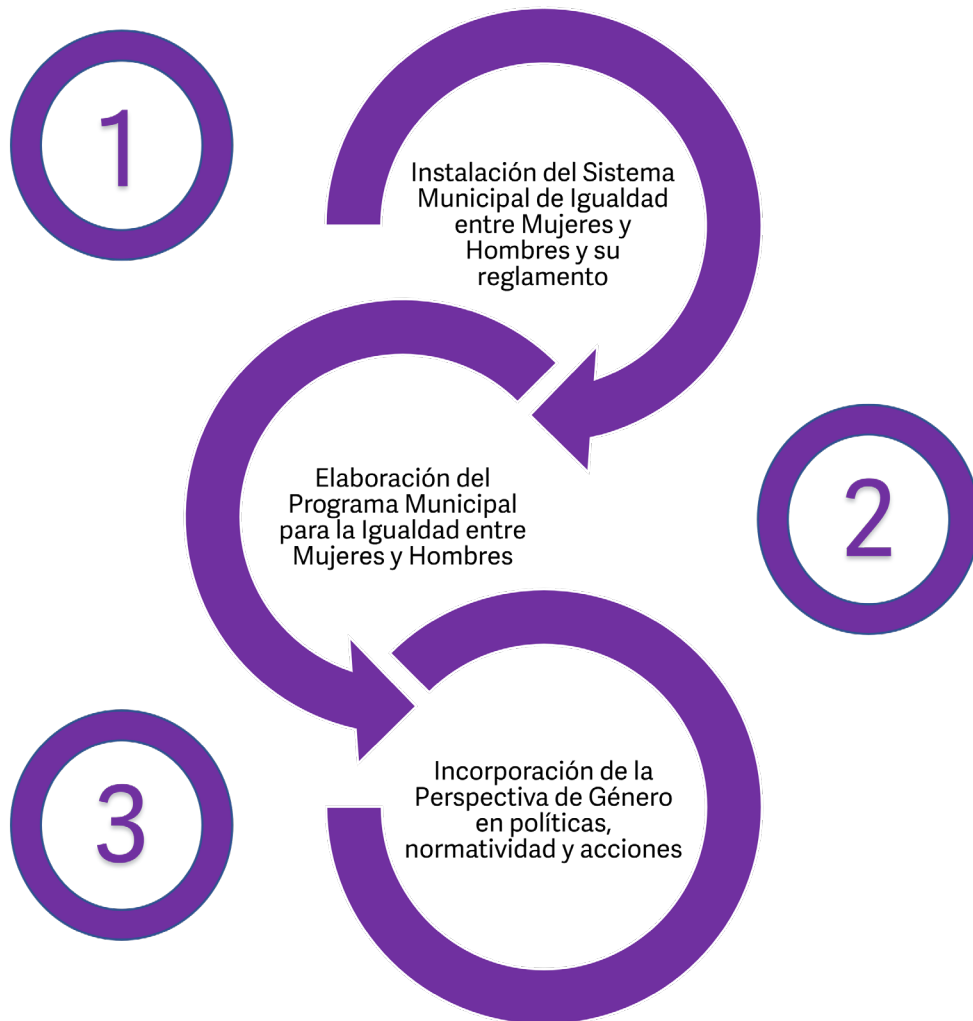 1
Instalación del Sistema
Municipal de Igualdad
entre Mujeres y
Hombres y su
reglamento
Elaboración del
Programa Municipal
para la Igualdad entre
Mujeres y Hombres
2
3
Incorporación de la
Perspectiva de Género
en políticas,
normatividad y acciones